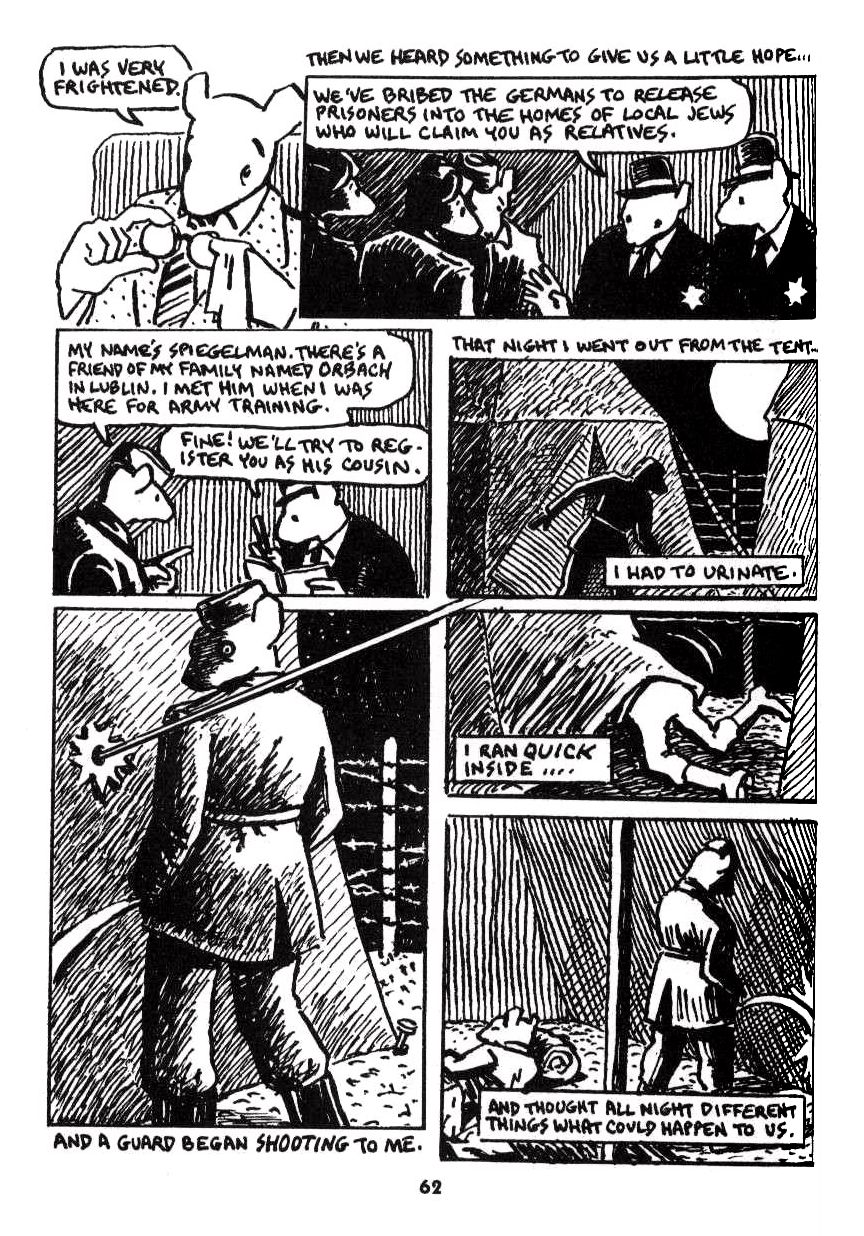 I WAS VERY
FRIGHTENED.
THEN WE HEARD SOMETHING TO GIVE US A LITTLE HOPE...
WE'VE BRIBED THE GERMANS TO RELEASE
PRISONERS INTO THE HOMES OF LOCAL JEWS
WHO WILL CLAIM YOU AS RELATIVES.
MY NAME'S SPIEGELMAN. THERE'S A
FRIEND OF MY FAMILY NAMED ORBACH
IN LUBLIN. I MET HIM WHEN I WAS
HERE FOR ARMY TRAINING.
FINE! WE'LL TRY TO REG-
ISTER YOU AS HIS COUSIN.
THAT NIGHT I WENT OUT FROM THE TENT...
I HAD TO URINATE.
AND A GUARD BEGAN SHOOTING TO ME.
I RAN QUICK
INSIDE ....
AND THOUGHT ALL NIGHT DIFFERENT
THINGS WHAT COULD HAPPEN TO US.
62